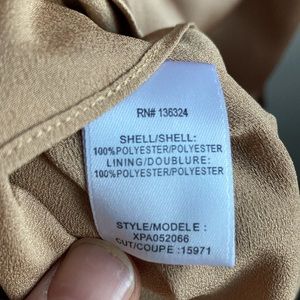 RN# 136324
SHELL/SHELL:
100%POLYESTER/POLYESTER
LINING/DOUBLURE:
100%POLYESTER/POLYESTER
STYLE/MODELE :
XPA052066
CUT/COUPE :15971